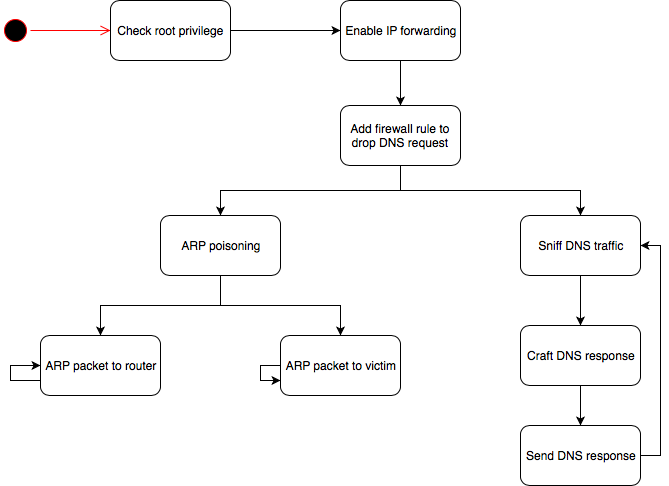 Check root privilege
Enable IP forwarding
Add firewall rule to
drop DNS request
ARP poisoning
Sniff DNS traffic
ARP packet to router
ARP packet to victim
Craft DNS response
Send DNS response